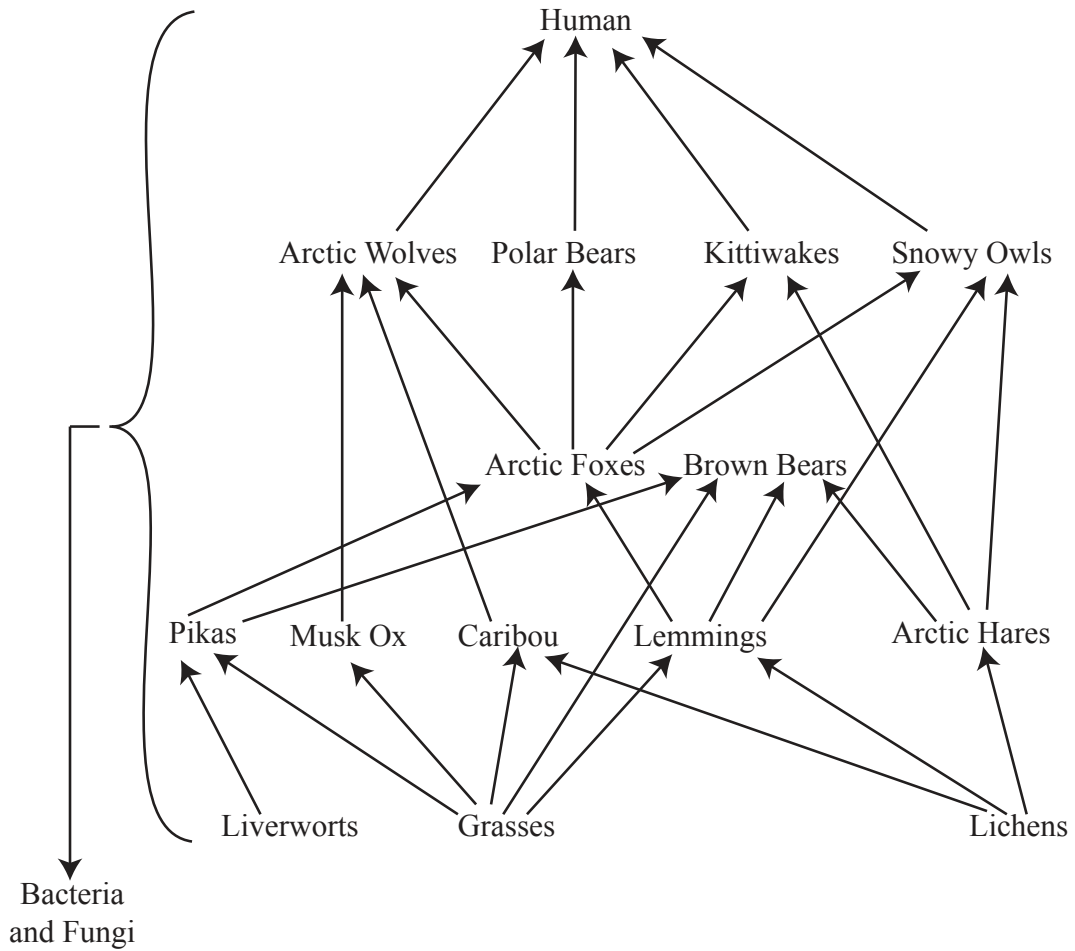 Human
Arctic Wolves
Polar Bears
Kittiwakes
Snowy Owls
Arctic Foxes
Brown Bears
Pikas
Musk Ox
Caribou
Lemmings
Arctic Hares
Liverworts
Grasses
Lichens
Bacteria
and Fungi